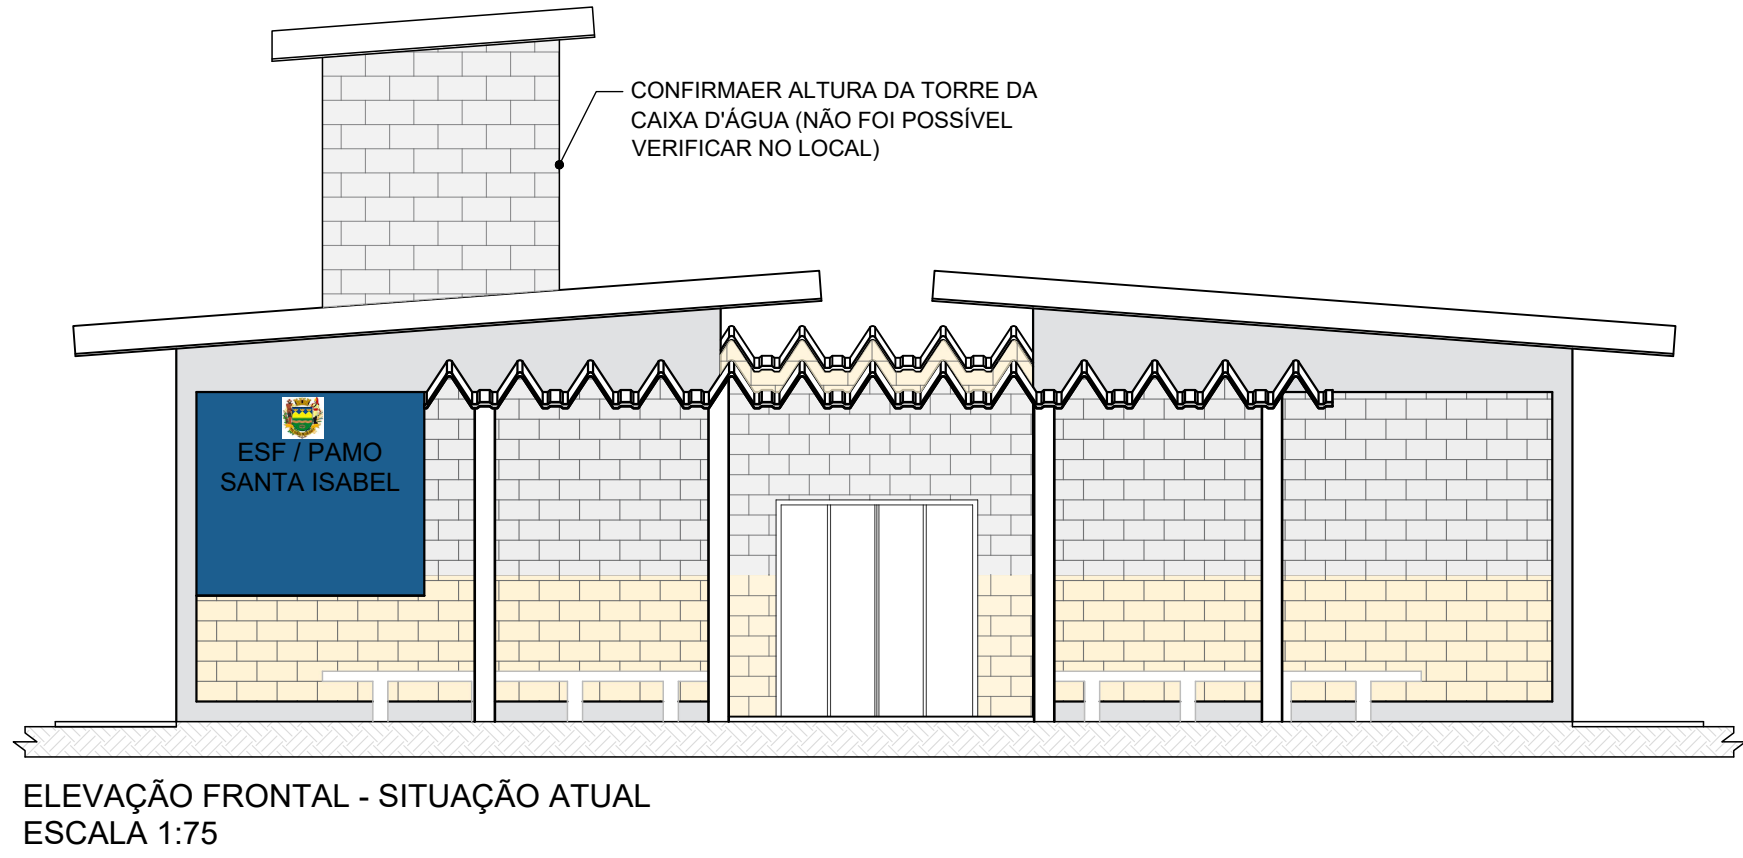 CONFIRMAER ALTURA DA TORRE DA
CAIXA D'ÁGUA (NÃO FOI POSSÍVEL
VERIFICAR NO LOCAL)
ESF / PAMO
SANTA ISABEL
ELEVAÇÃO FRONTAL - SITUAÇÃO ATUAL
ESCALA 1:75